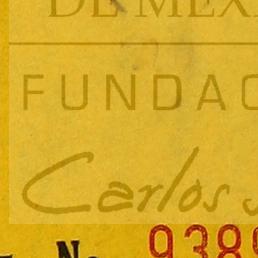 DE MEX
FUNDAC
Carlos S
No 938